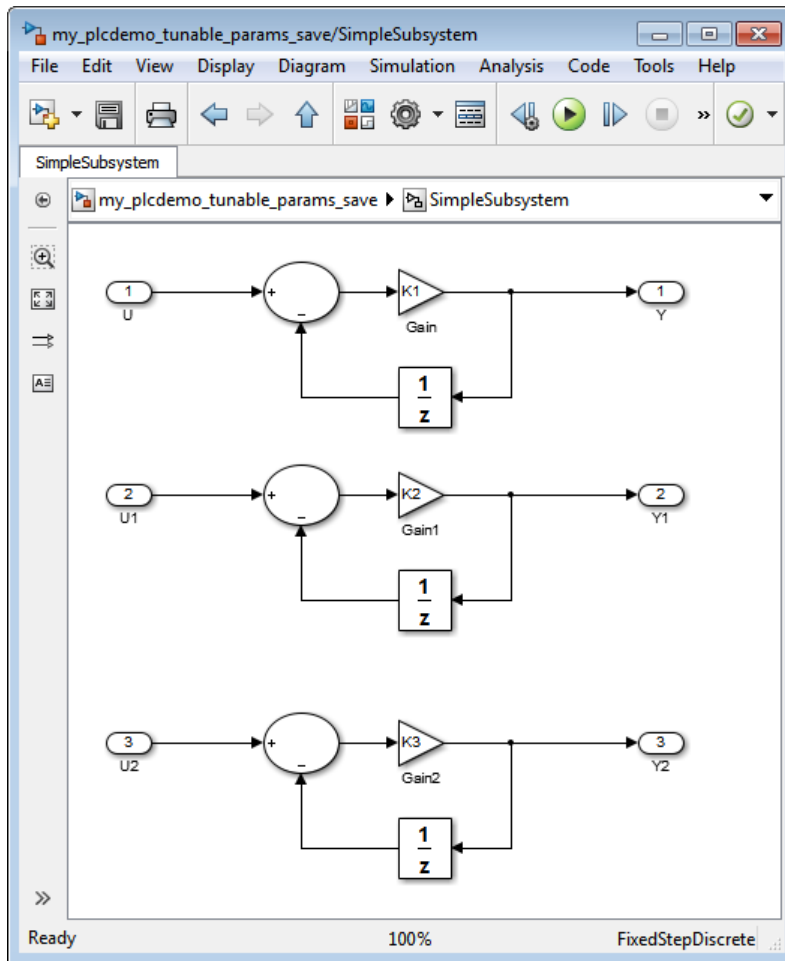 my_plcdemo_tunable_params_save/SimpleSubsystem
File Edit View Display Diagram Simulation Analysis Code Tools Help
»
SimpleSubsystem
my_plcdemo_tunable_params_save SimpleSubsystem
1 + K1 1
U − Gain Y
1
z
2 + K2 2
U1 − Gain1 Y1
1
z
3 + K3 3
U2 − Gain2 Y2
1
z
»
Ready 100% FixedStepDiscrete